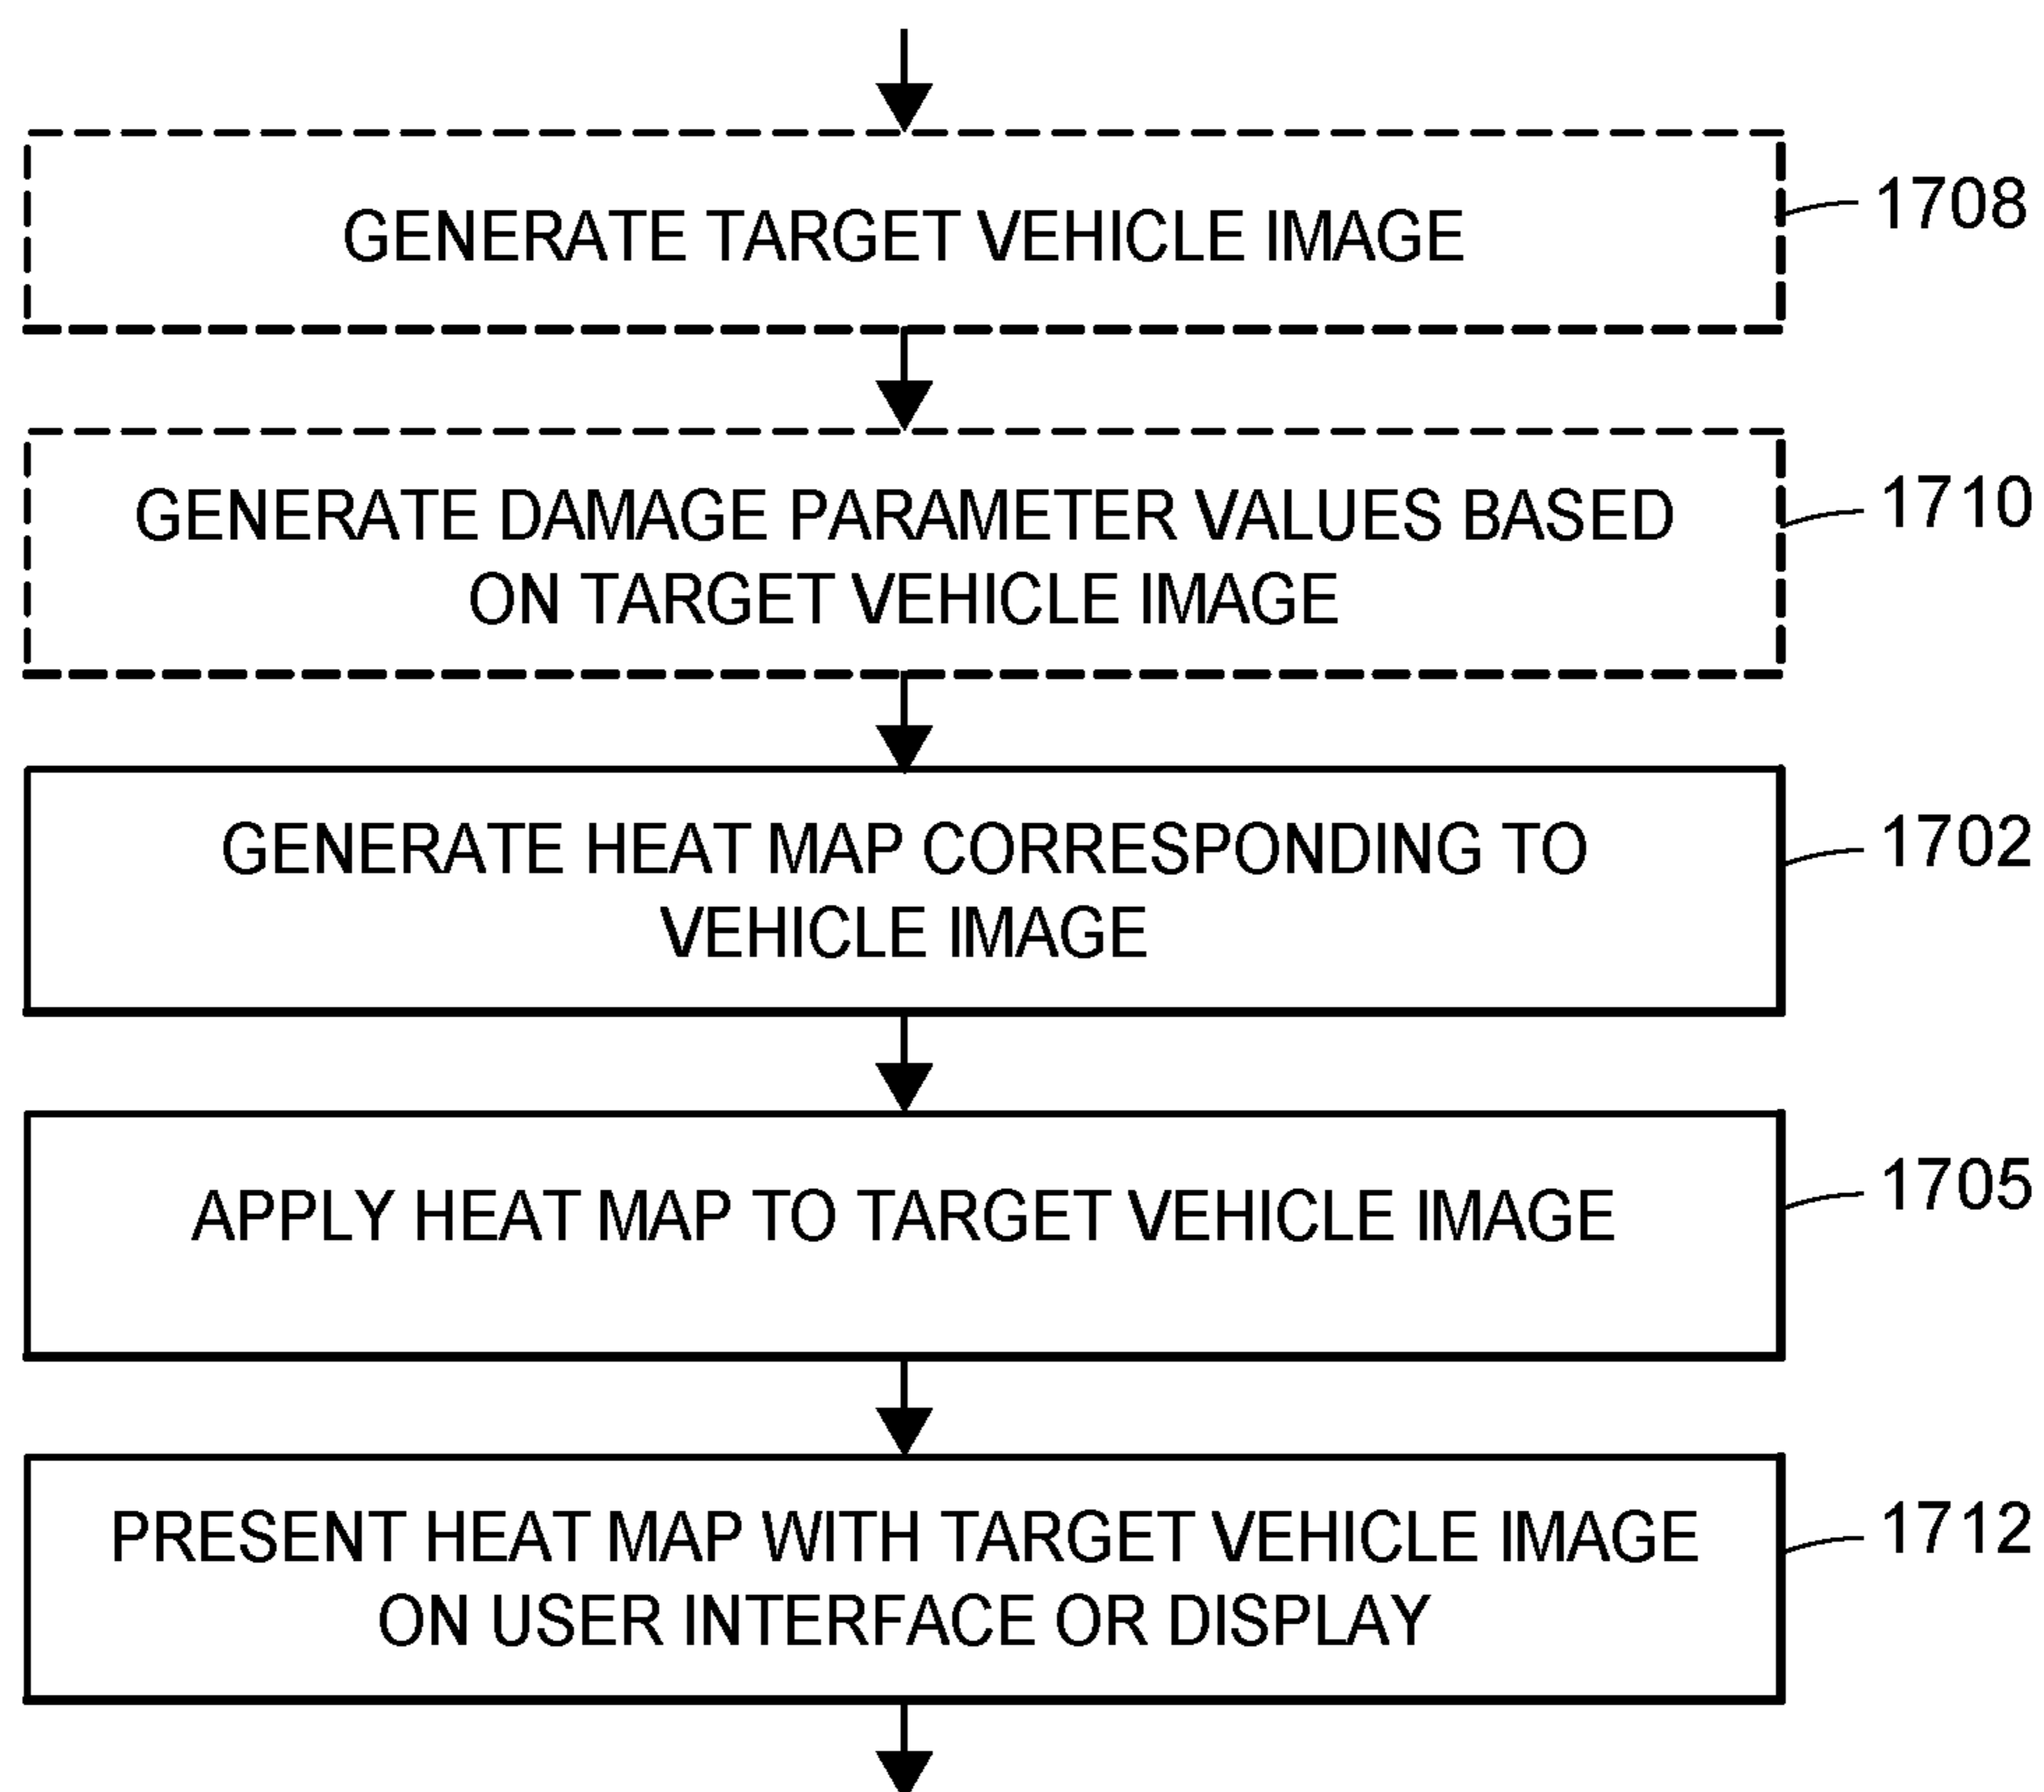 GENERATE TARGET VEHICLE IMAGE
1708
GENERATE DAMAGE PARAMETER VALUES BASED
ON TARGET VEHICLE IMAGE
1710
GENERATE HEAT MAP CORRESPONDING TO
VEHICLE IMAGE
1702
APPLY HEAT MAP TO TARGET VEHICLE IMAGE
1705
PRESENT HEAT MAP WITH TARGET VEHICLE IMAGE
ON USER INTERFACE OR DISPLAY
1712